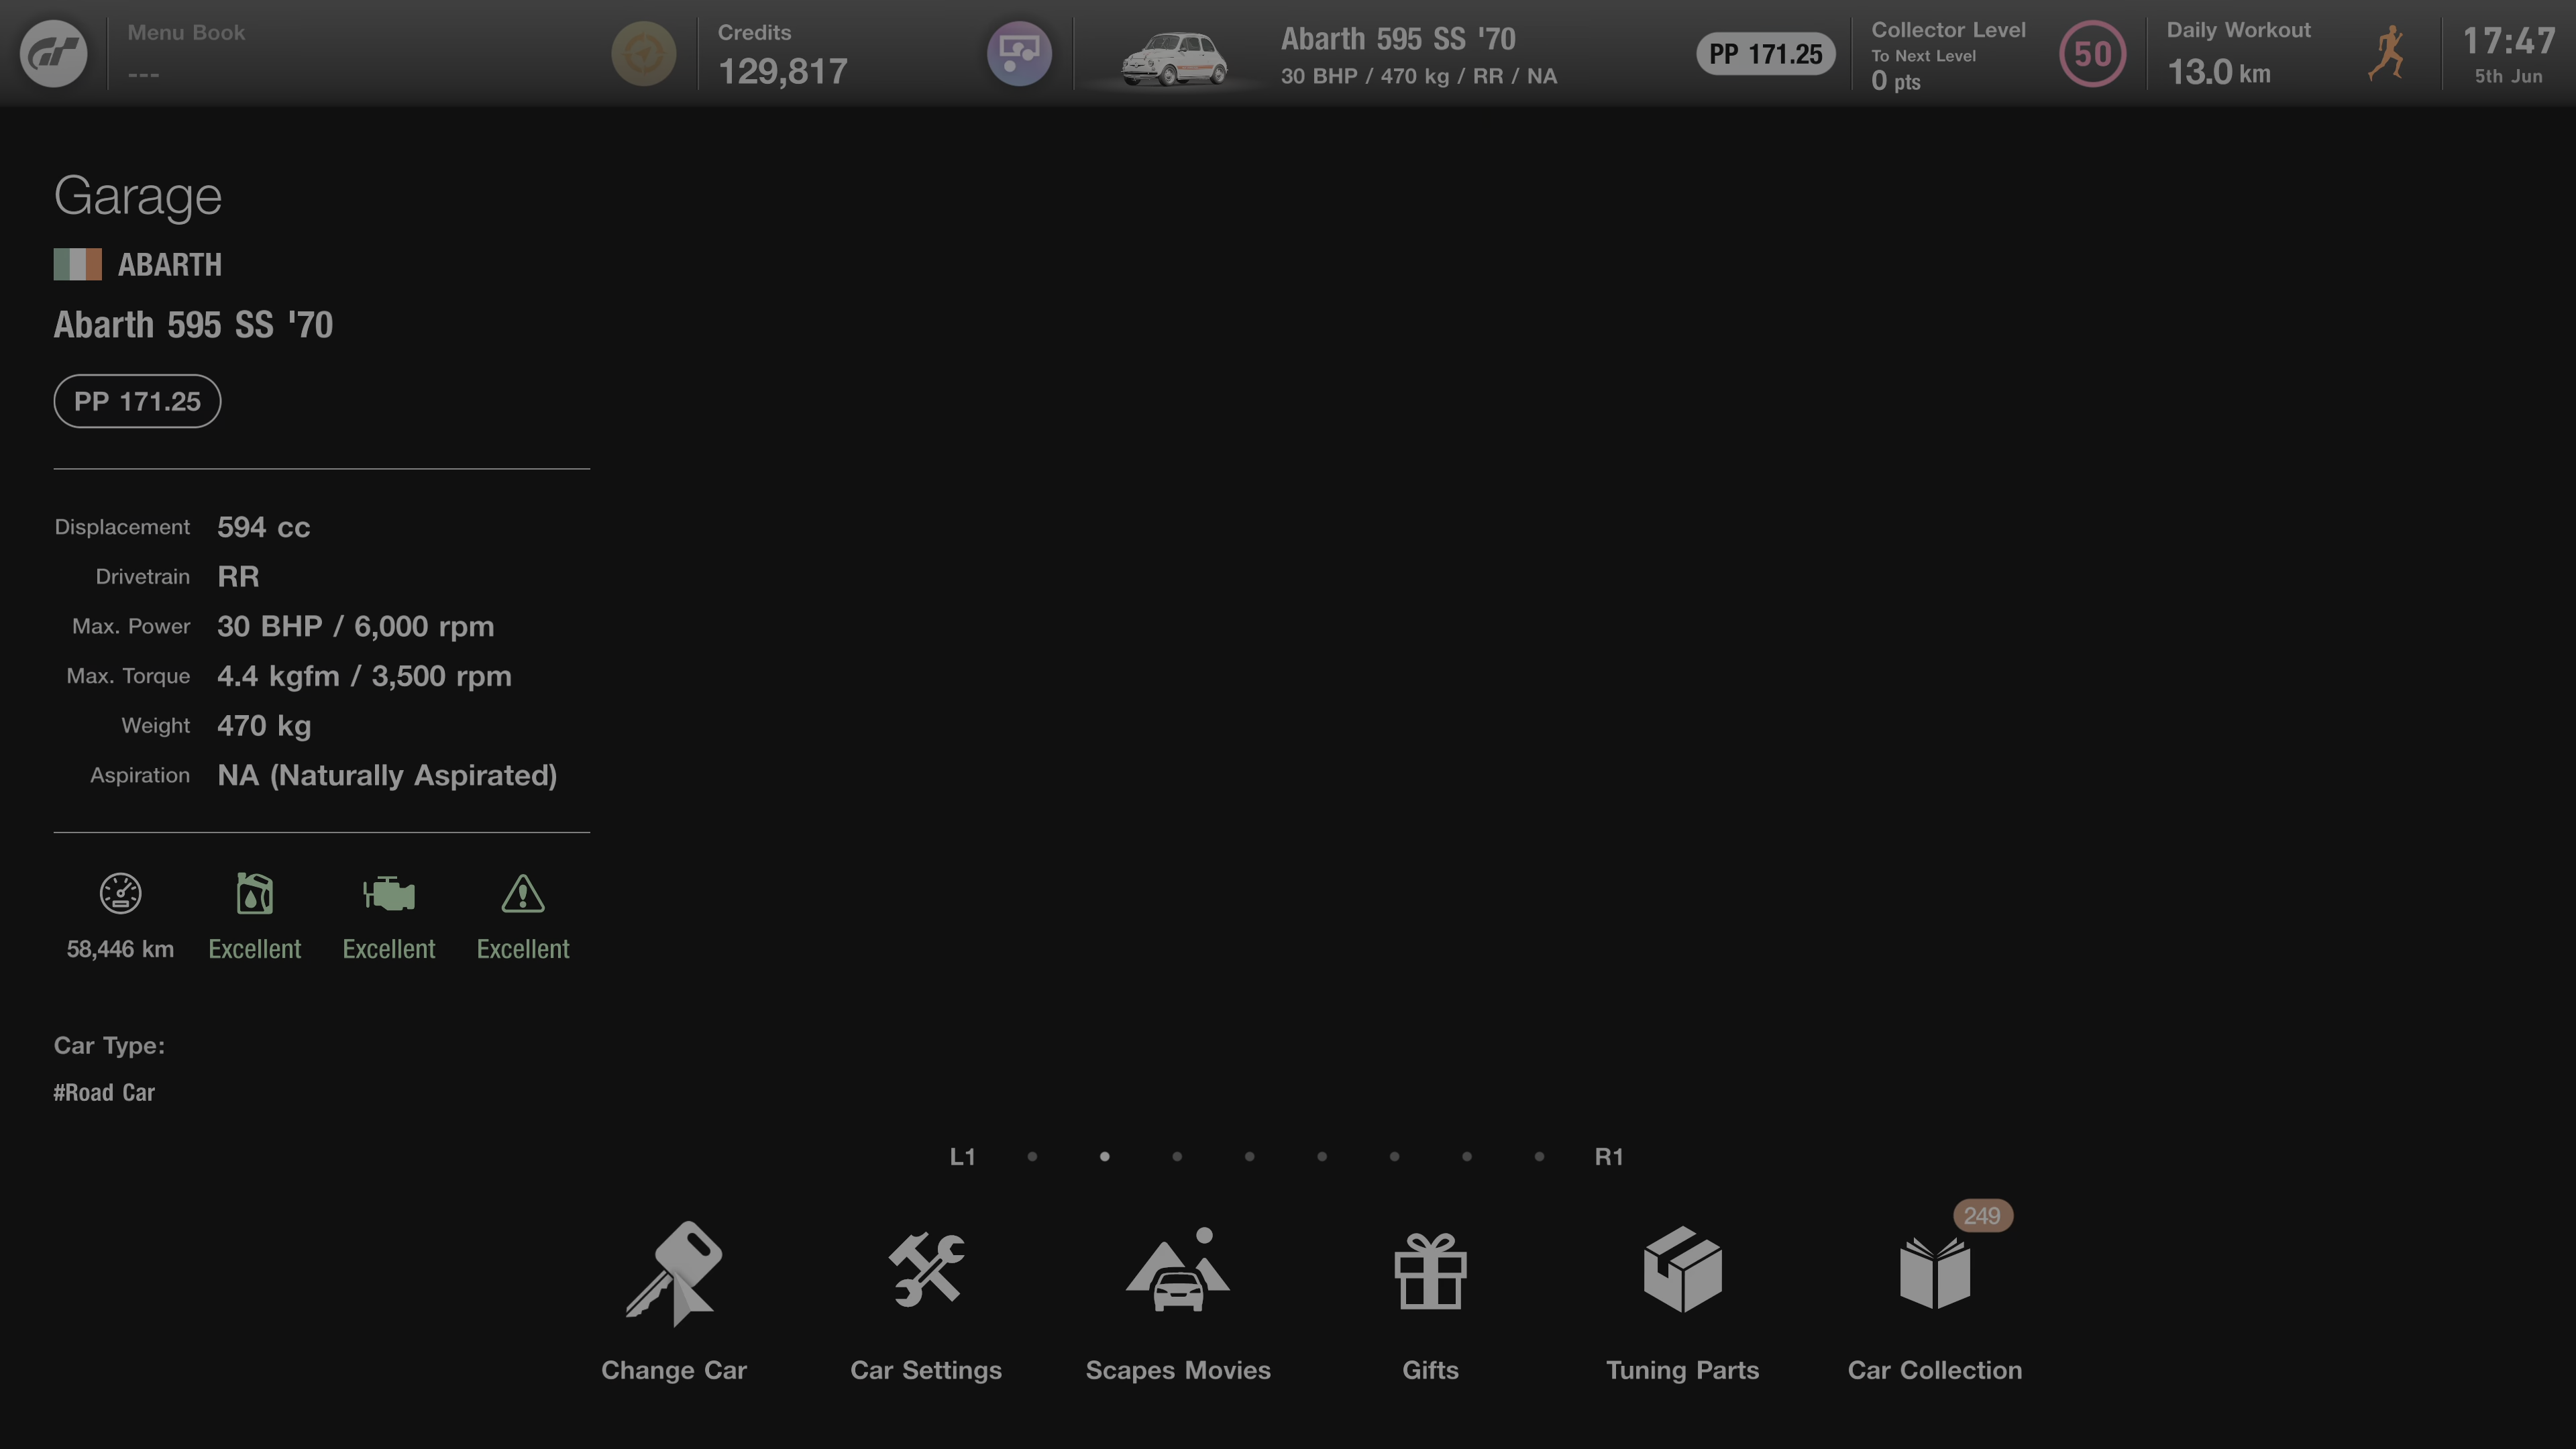 Menu Book
---
Credits
129,817
Abarth 595 SS '70
30 BHP / 470 kg / RR / NA
PP 171.25
Collector Level
To Next Level
0 pts
50
Daily Workout
13.0 km
17:47
5th Jun
Garage
ABARTH
Abarth 595 SS '70
PP 171.25
Displacement 594 cc
Drivetrain RR
Max. Power 30 BHP / 6,000 rpm
Max. Torque 4.4 kgfm / 3,500 rpm
Weight 470 kg
Aspiration NA (Naturally Aspirated)
58,446 km Excellent Excellent Excellent
Car Type:
#Road Car
L1 R1
249
Change Car Car Settings Scapes Movies Gifts Tuning Parts Car Collection